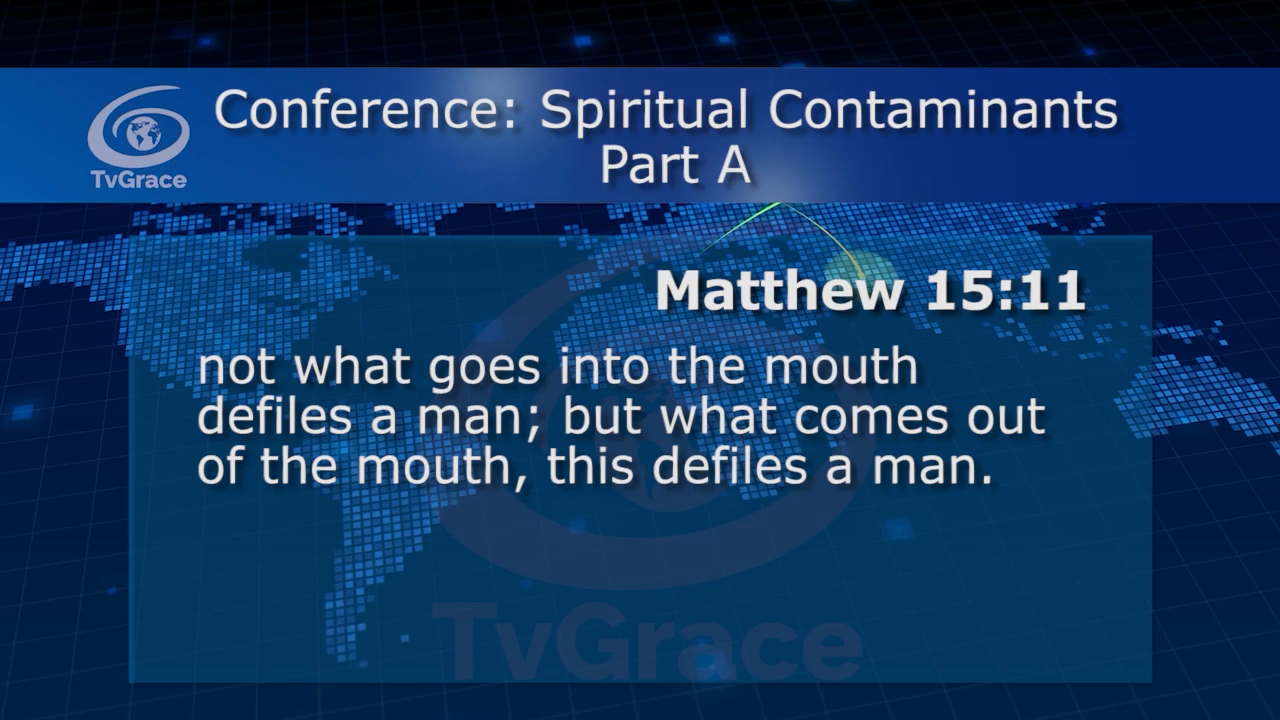 Conference: Spiritual Contaminants
Part A
TvGrace
Matthew 15:11
not what goes into the mouth
defiles a man; but what comes out
of the mouth, this defiles a man.
TvGrace